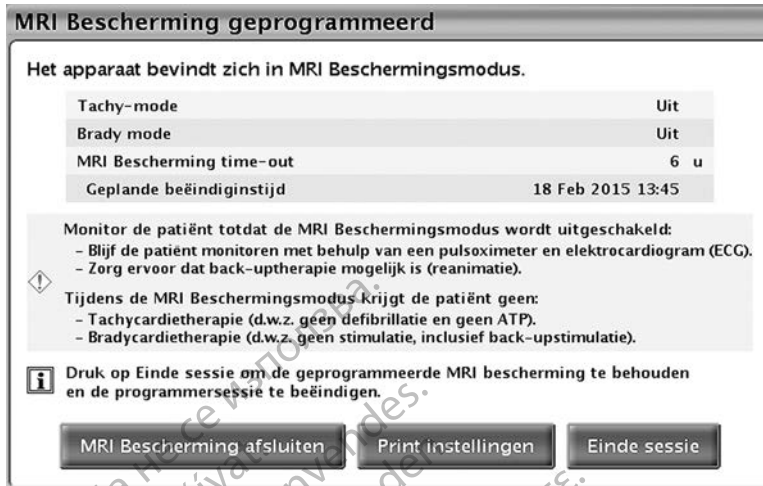 MRI Bescherming geprogrammeerd
Het apparaat bevindt zich in MRI Beschermingsmodus.
Tachy-mode Uit
Brady mode Uit
MRI Bescherming time-out 6 u
Geplande beëindiginstijd 18 Feb 2015 13:45
Monitor de patiënt totdat de MRI Beschermingsmodus wordt uitgeschakeld:
- Blijf de patiënt monitoren met behulp van een pulsoximeter en elektrocardiogram (ECG).
- Zorg ervoor dat back-uptherapie mogelijk is (reanimatie).
Tijdens de MRI Beschermingsmodus krijgt de patiënt geen:
- Tachycardietherapie (d.w.z. geen defibrillatie en geen ATP).
- Bradycardietherapie (d.w.z. geen stimulatie, inclusief back-upstimulatie).
Druk op Einde sessie om de geprogrammeerde MRI bescherming te behouden
en de programmersessie te beëindigen.
MRI Bescherming afsluiten Print instellingen Einde sessie
се използва.